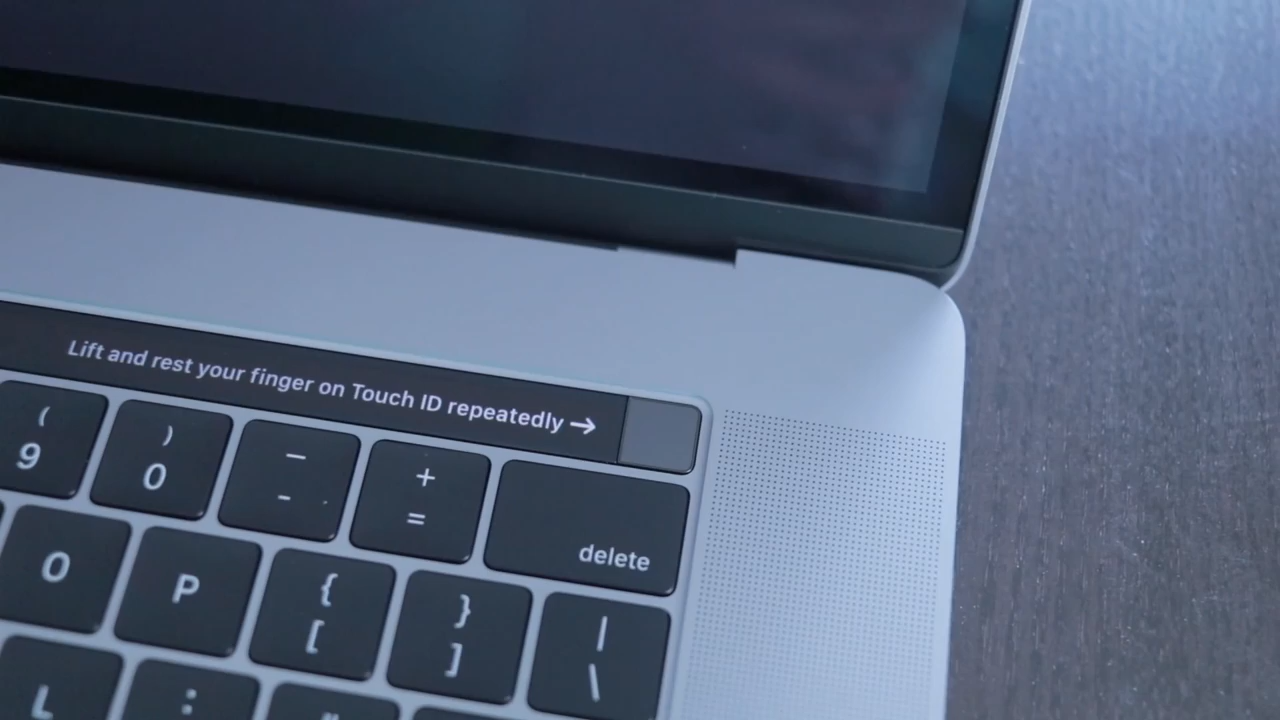 Lift and rest your finger on Touch ID repeatedly →
( ) _ +
9 0 - = delete
{ } |
O P [ ] \
L : "